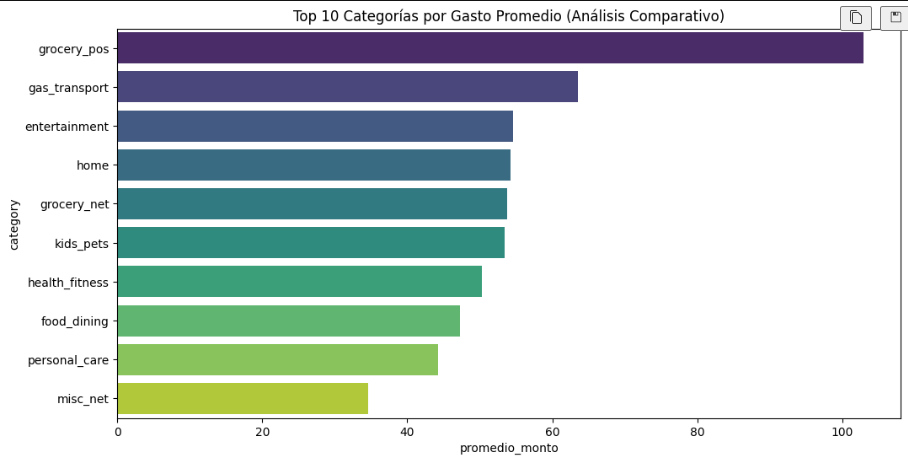 Top 10 Categorías por Gasto Promedio (Análisis Comparativo)
category
grocery_pos
gas_transport
entertainment
home
grocery_net
kids_pets
health_fitness
food_dining
personal_care
misc_net
0 20 40 60 80 100
promedio_monto